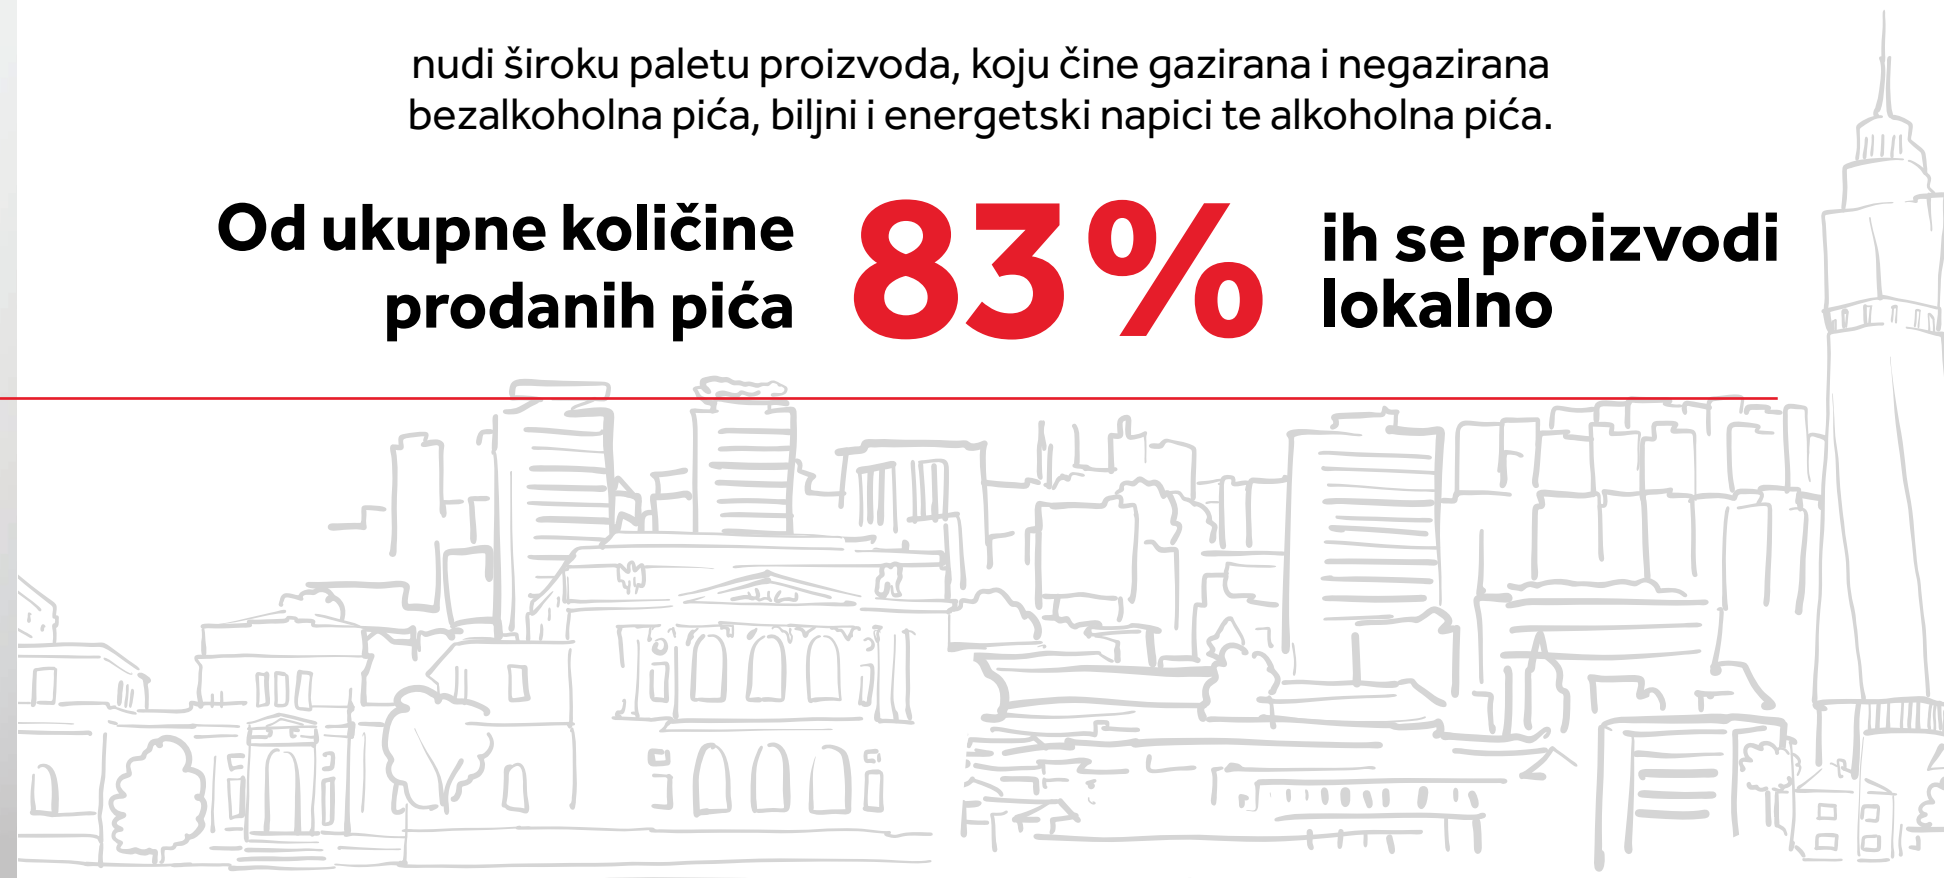 nudi široku paletu proizvoda, koju čine gazirana i negazirana
bezalkoholna pića, biljni i energetski napici te alkoholna pića.
Od ukupne količine
prodanih pića
83%
ih se proizvodi
lokalno